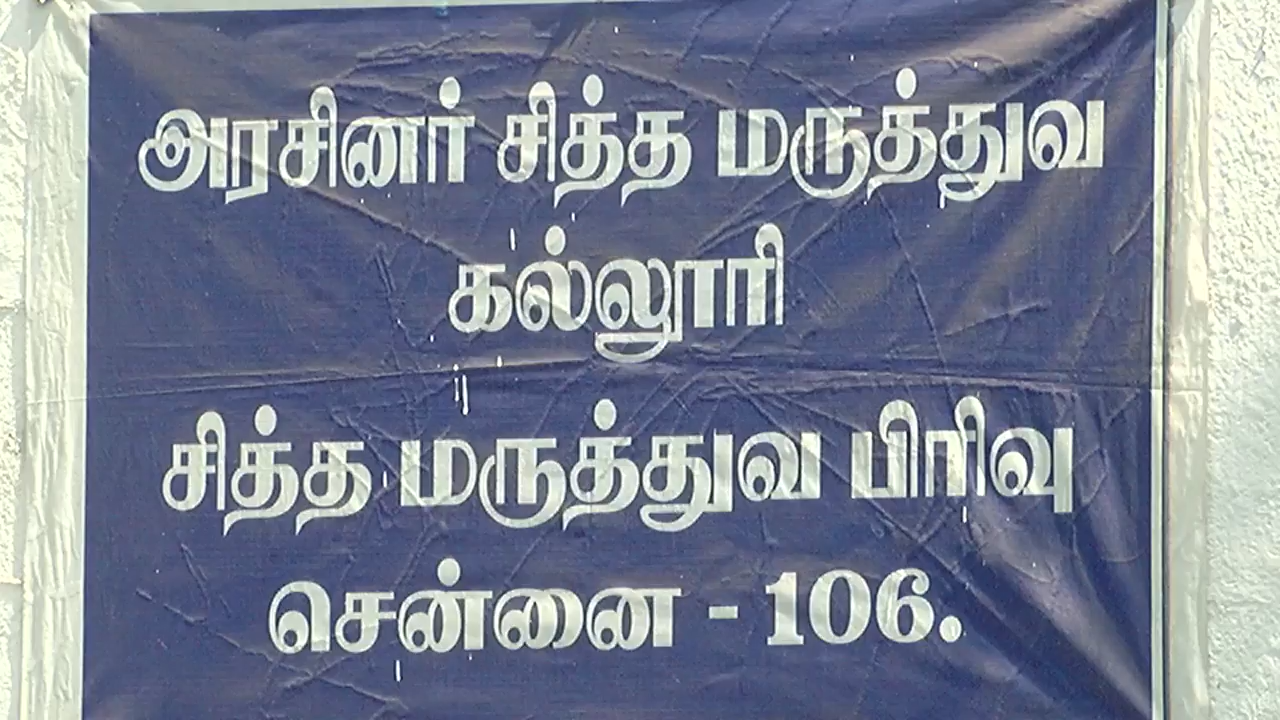 அரசினர் சித்த மருத்துவ
கல்லூரி
சித்த மருத்துவ பிரிவு
சென்னை - 106.